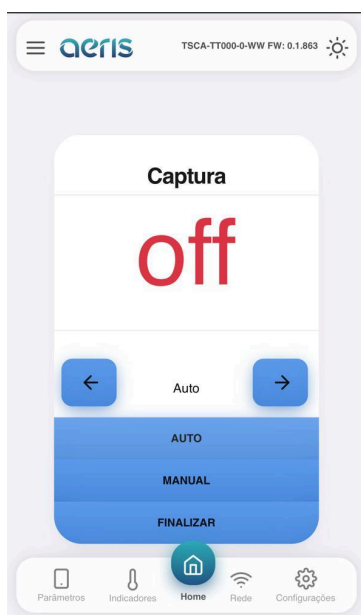 aeris
TSCA-TT000-0-WW FW: 0.1.863
Captura
off
Auto
AUTO
MANUAL
FINALIZAR
Parâmetros Indicadores Home Rede Configurações